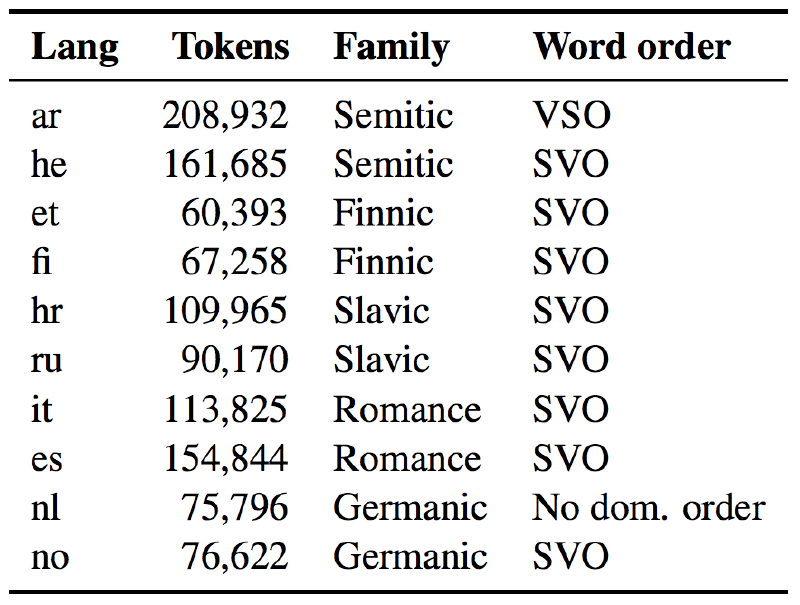 Lang Tokens Family Word order
ar 208,932 Semitic VSO
he 161,685 Semitic SVO
et 60,393 Finnic SVO
fi 67,258 Finnic SVO
hr 109,965 Slavic SVO
ru 90,170 Slavic SVO
it 113,825 Romance SVO
es 154,844 Romance SVO
nl 75,796 Germanic No dom. order
no 76,622 Germanic SVO